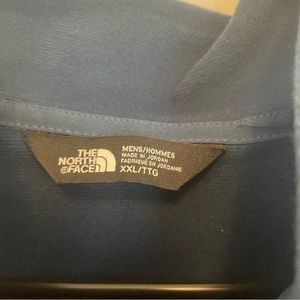 THE
NORTH
FACE
MENS/HOMMES
MADE IN JORDAN
FABRIQUÉ EN JORDANIE
XXL/TTG